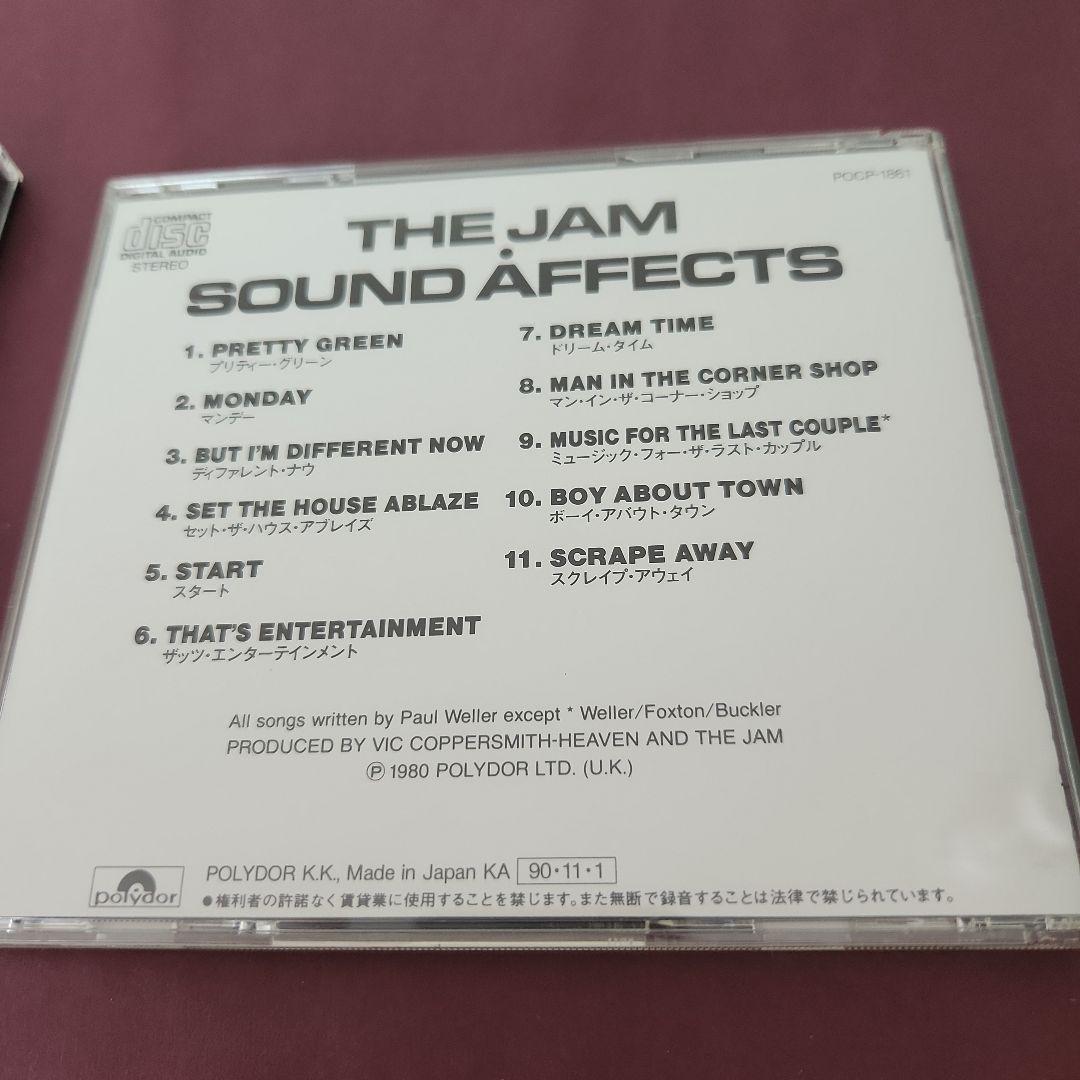 POCP-1861
COMPACT
disc
DIGITAL AUDIO
STEREO
THE JAM
SOUND AFFECTS
1. PRETTY GREEN
プリティー・グリーン
2. MONDAY
マンデー
3. BUT I'M DIFFERENT NOW
ディファレント・ナウ
4. SET THE HOUSE ABLAZE
セット・ザ・ハウス・アブレイズ
5. START
スタート
6. THAT'S ENTERTAINMENT
ザッツ・エンターテインメント
7. DREAM TIME
ドリーム・タイム
8. MAN IN THE CORNER SHOP
マン・イン・ザ・コーナー・ショップ
9. MUSIC FOR THE LAST COUPLE*
ミュージック・フォー・ザ・ラスト・カップル
10. BOY ABOUT TOWN
ボーイ・アバウト・タウン
11. SCRAPE AWAY
スクレイプ・アウェイ
All songs written by Paul Weller except * Weller/Foxton/Buckler
PRODUCED BY VIC COPPERSMITH-HEAVEN AND THE JAM
Ⓟ 1980 POLYDOR LTD. (U.K.)
polydor
POLYDOR K.K., Made in Japan KA 90・11・1
●権利者の許諾なく賃貸業に使用することを禁じます。また無断で録音することは法律で禁じられています。